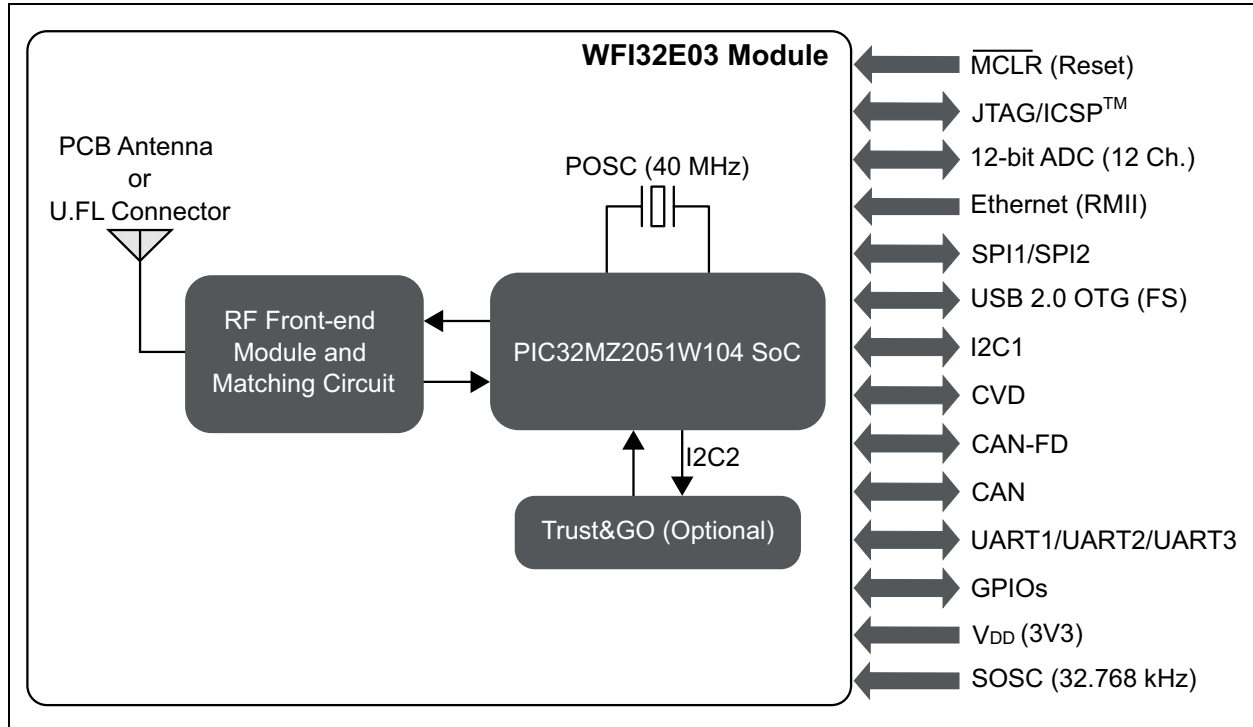 WFI32E03 Module
PCB Antenna
or
U.FL Connector
POSC (40 MHz)
RF Front-end
Module and
Matching Circuit
PIC32MZ2051W104 SoC
I2C2
Trust&GO (Optional)
MCLR (Reset)
JTAG/ICSP™
12-bit ADC (12 Ch.)
Ethernet (RMII)
SPI1/SPI2
USB 2.0 OTG (FS)
I2C1
CVD
CAN-FD
CAN
UART1/UART2/UART3
GPIOs
VDD (3V3)
SOSC (32.768 kHz)